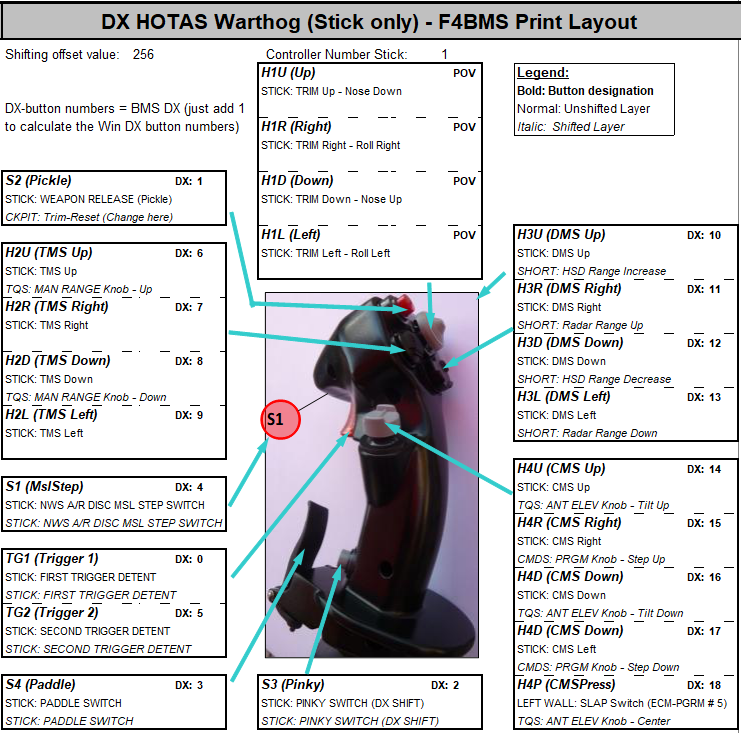 DX HOTAS Warthog (Stick only) - F4BMS Print Layout
Shifting offset value: 256
Controller Number Stick: 1
DX-button numbers = BMS DX (just add 1
to calculate the Win DX button numbers)
H1U (Up) POV
STICK: TRIM Up - Nose Down
H1R (Right) POV
STICK: TRIM Right - Roll Right
H1D (Down) POV
STICK: TRIM Down - Nose Up
H1L (Left) POV
STICK: TRIM Left - Roll Left
Legend:
Bold: Button designation
Normal: Unshifted Layer
Italic: Shifted Layer
S2 (Pickle) DX: 1
STICK: WEAPON RELEASE (Pickle)
CKPIT: Trim-Reset (Change here)
H2U (TMS Up) DX: 6
STICK: TMS Up
TQS: MAN RANGE Knob - Up
H2R (TMS Right) DX: 7
STICK: TMS Right
H2D (TMS Down) DX: 8
STICK: TMS Down
TQS: MAN RANGE Knob - Down
H2L (TMS Left) DX: 9
STICK: TMS Left
S1 (MslStep) DX: 4
STICK: NWS A/R DISC MSL STEP SWITCH
STICK: NWS A/R DISC MSL STEP SWITCH
TG1 (Trigger 1) DX: 0
STICK: FIRST TRIGGER DETENT
STICK: FIRST TRIGGER DETENT
TG2 (Trigger 2) DX: 5
STICK: SECOND TRIGGER DETENT
STICK: SECOND TRIGGER DETENT
S4 (Paddle) DX: 3
STICK: PADDLE SWITCH
STICK: PADDLE SWITCH
S1
S3 (Pinky) DX: 2
STICK: PINKY SWITCH (DX SHIFT)
STICK: PINKY SWITCH (DX SHIFT)
H3U (DMS Up) DX: 10
STICK: DMS Up
SHORT: HSD Range Increase
H3R (DMS Right) DX: 11
STICK: DMS Right
SHORT: Radar Range Up
H3D (DMS Down) DX: 12
STICK: DMS Down
SHORT: HSD Range Decrease
H3L (DMS Left) DX: 13
STICK: DMS Left
SHORT: Radar Range Down
H4U (CMS Up) DX: 14
STICK: CMS Up
TQS: ANT ELEV Knob - Tilt Up
H4R (CMS Right) DX: 15
STICK: CMS Right
CMDS: PRGM Knob - Step Up
H4D (CMS Down) DX: 16
STICK: CMS Down
TQS: ANT ELEV Knob - Tilt Down
H4D (CMS Down) DX: 17
STICK: CMS Left
CMDS: PRGM Knob - Step Down
H4P (CMSPress) DX: 18
LEFT WALL: SLAP Switch (ECM-PGRM # 5)
TQS: ANT ELEV Knob - Center